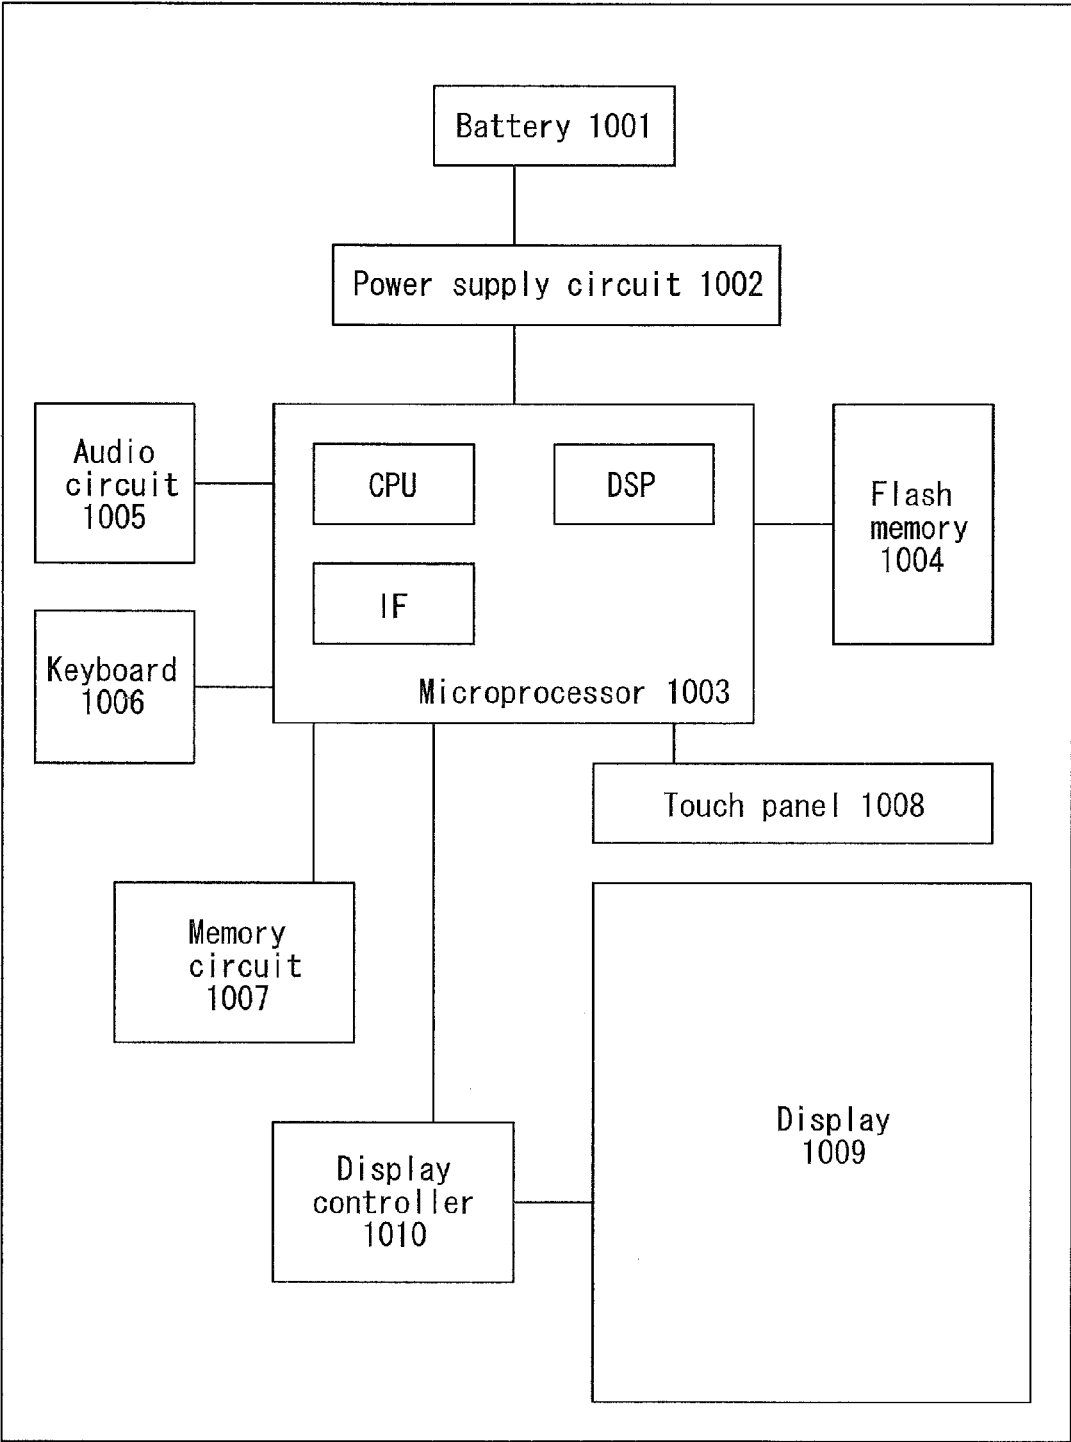 Battery 1001
Power supply circuit 1002
Audio
circuit
1005
CPU
DSP
Flash
memory
1004
IF
Keyboard
1006
Microprocessor 1003
Touch panel 1008
Memory
circuit
1007
Display
1009
Display
controller
1010